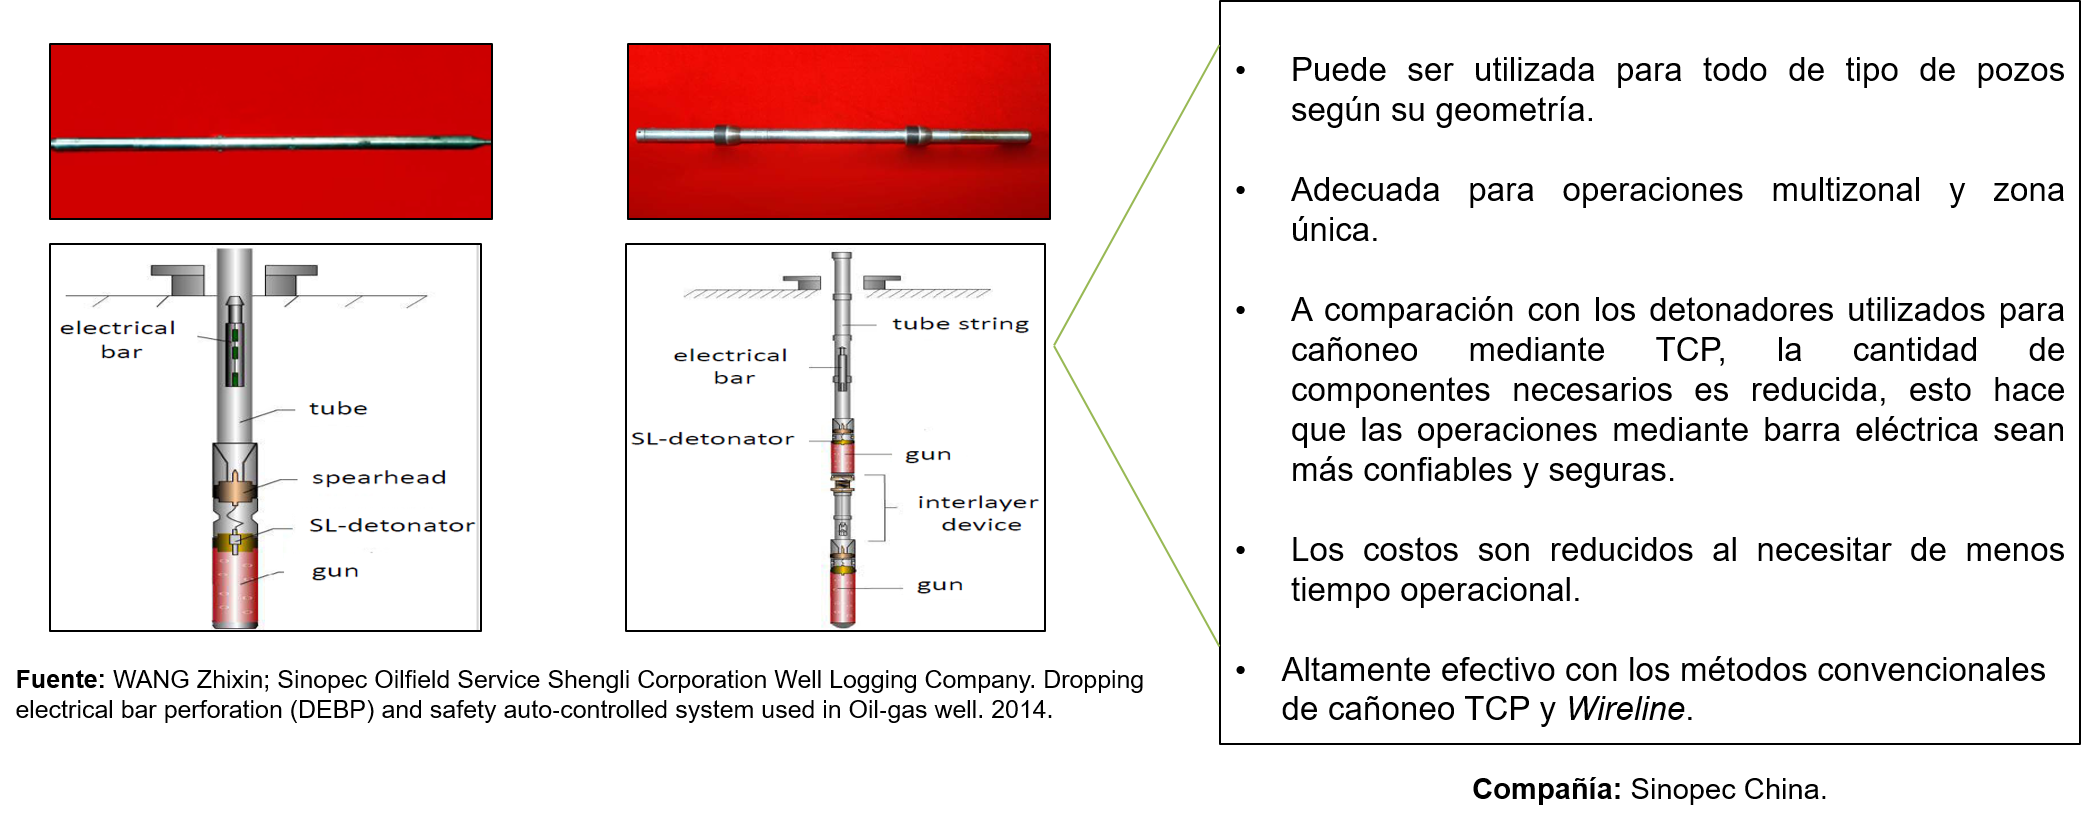 electrical
bar
tube
spearhead
SL-detonator
gun
tube string
electrical
bar
SL-detonator
gun
interlayer
device
gun
Fuente: WANG Zhixin; Sinopec Oilfield Service Shengli Corporation Well Logging Company. Dropping
electrical bar perforation (DEBP) and safety auto-controlled system used in Oil-gas well. 2014.
• Puede ser utilizada para todo de tipo de pozos
según su geometría.
• Adecuada para operaciones multizonal y zona
única.
• A comparación con los detonadores utilizados para
cañoneo mediante TCP, la cantidad de
componentes necesarios es reducida, esto hace
que las operaciones mediante barra eléctrica sean
más confiables y seguras.
• Los costos son reducidos al necesitar de menos
tiempo operacional.
• Altamente efectivo con los métodos convencionales
de cañoneo TCP y Wireline.
Compañía: Sinopec China.